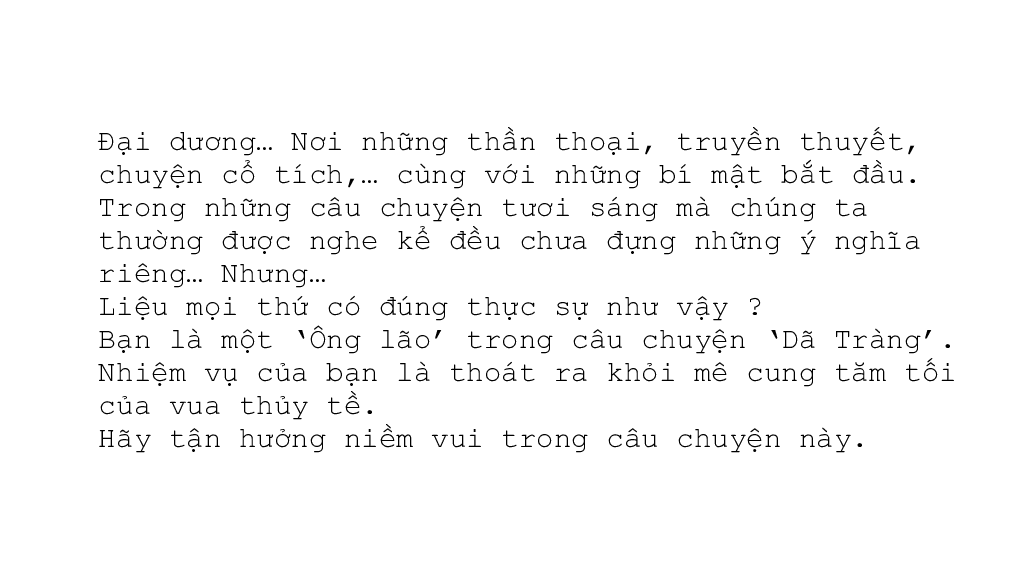 Đại dương… Nơi những thần thoại, truyền thuyết,
chuyện cổ tích,… cùng với những bí mật bắt đầu.
Trong những câu chuyện tươi sáng mà chúng ta
thường được nghe kể đều chưa đựng những ý nghĩa
riêng… Nhưng…
Liệu mọi thứ có đúng thực sự như vậy ?
Bạn là một ‘Ông lão’ trong câu chuyện ‘Dã Tràng’.
Nhiệm vụ của bạn là thoát ra khỏi mê cung tăm tối
của vua thủy tề.
Hãy tận hưởng niềm vui trong câu chuyện này.